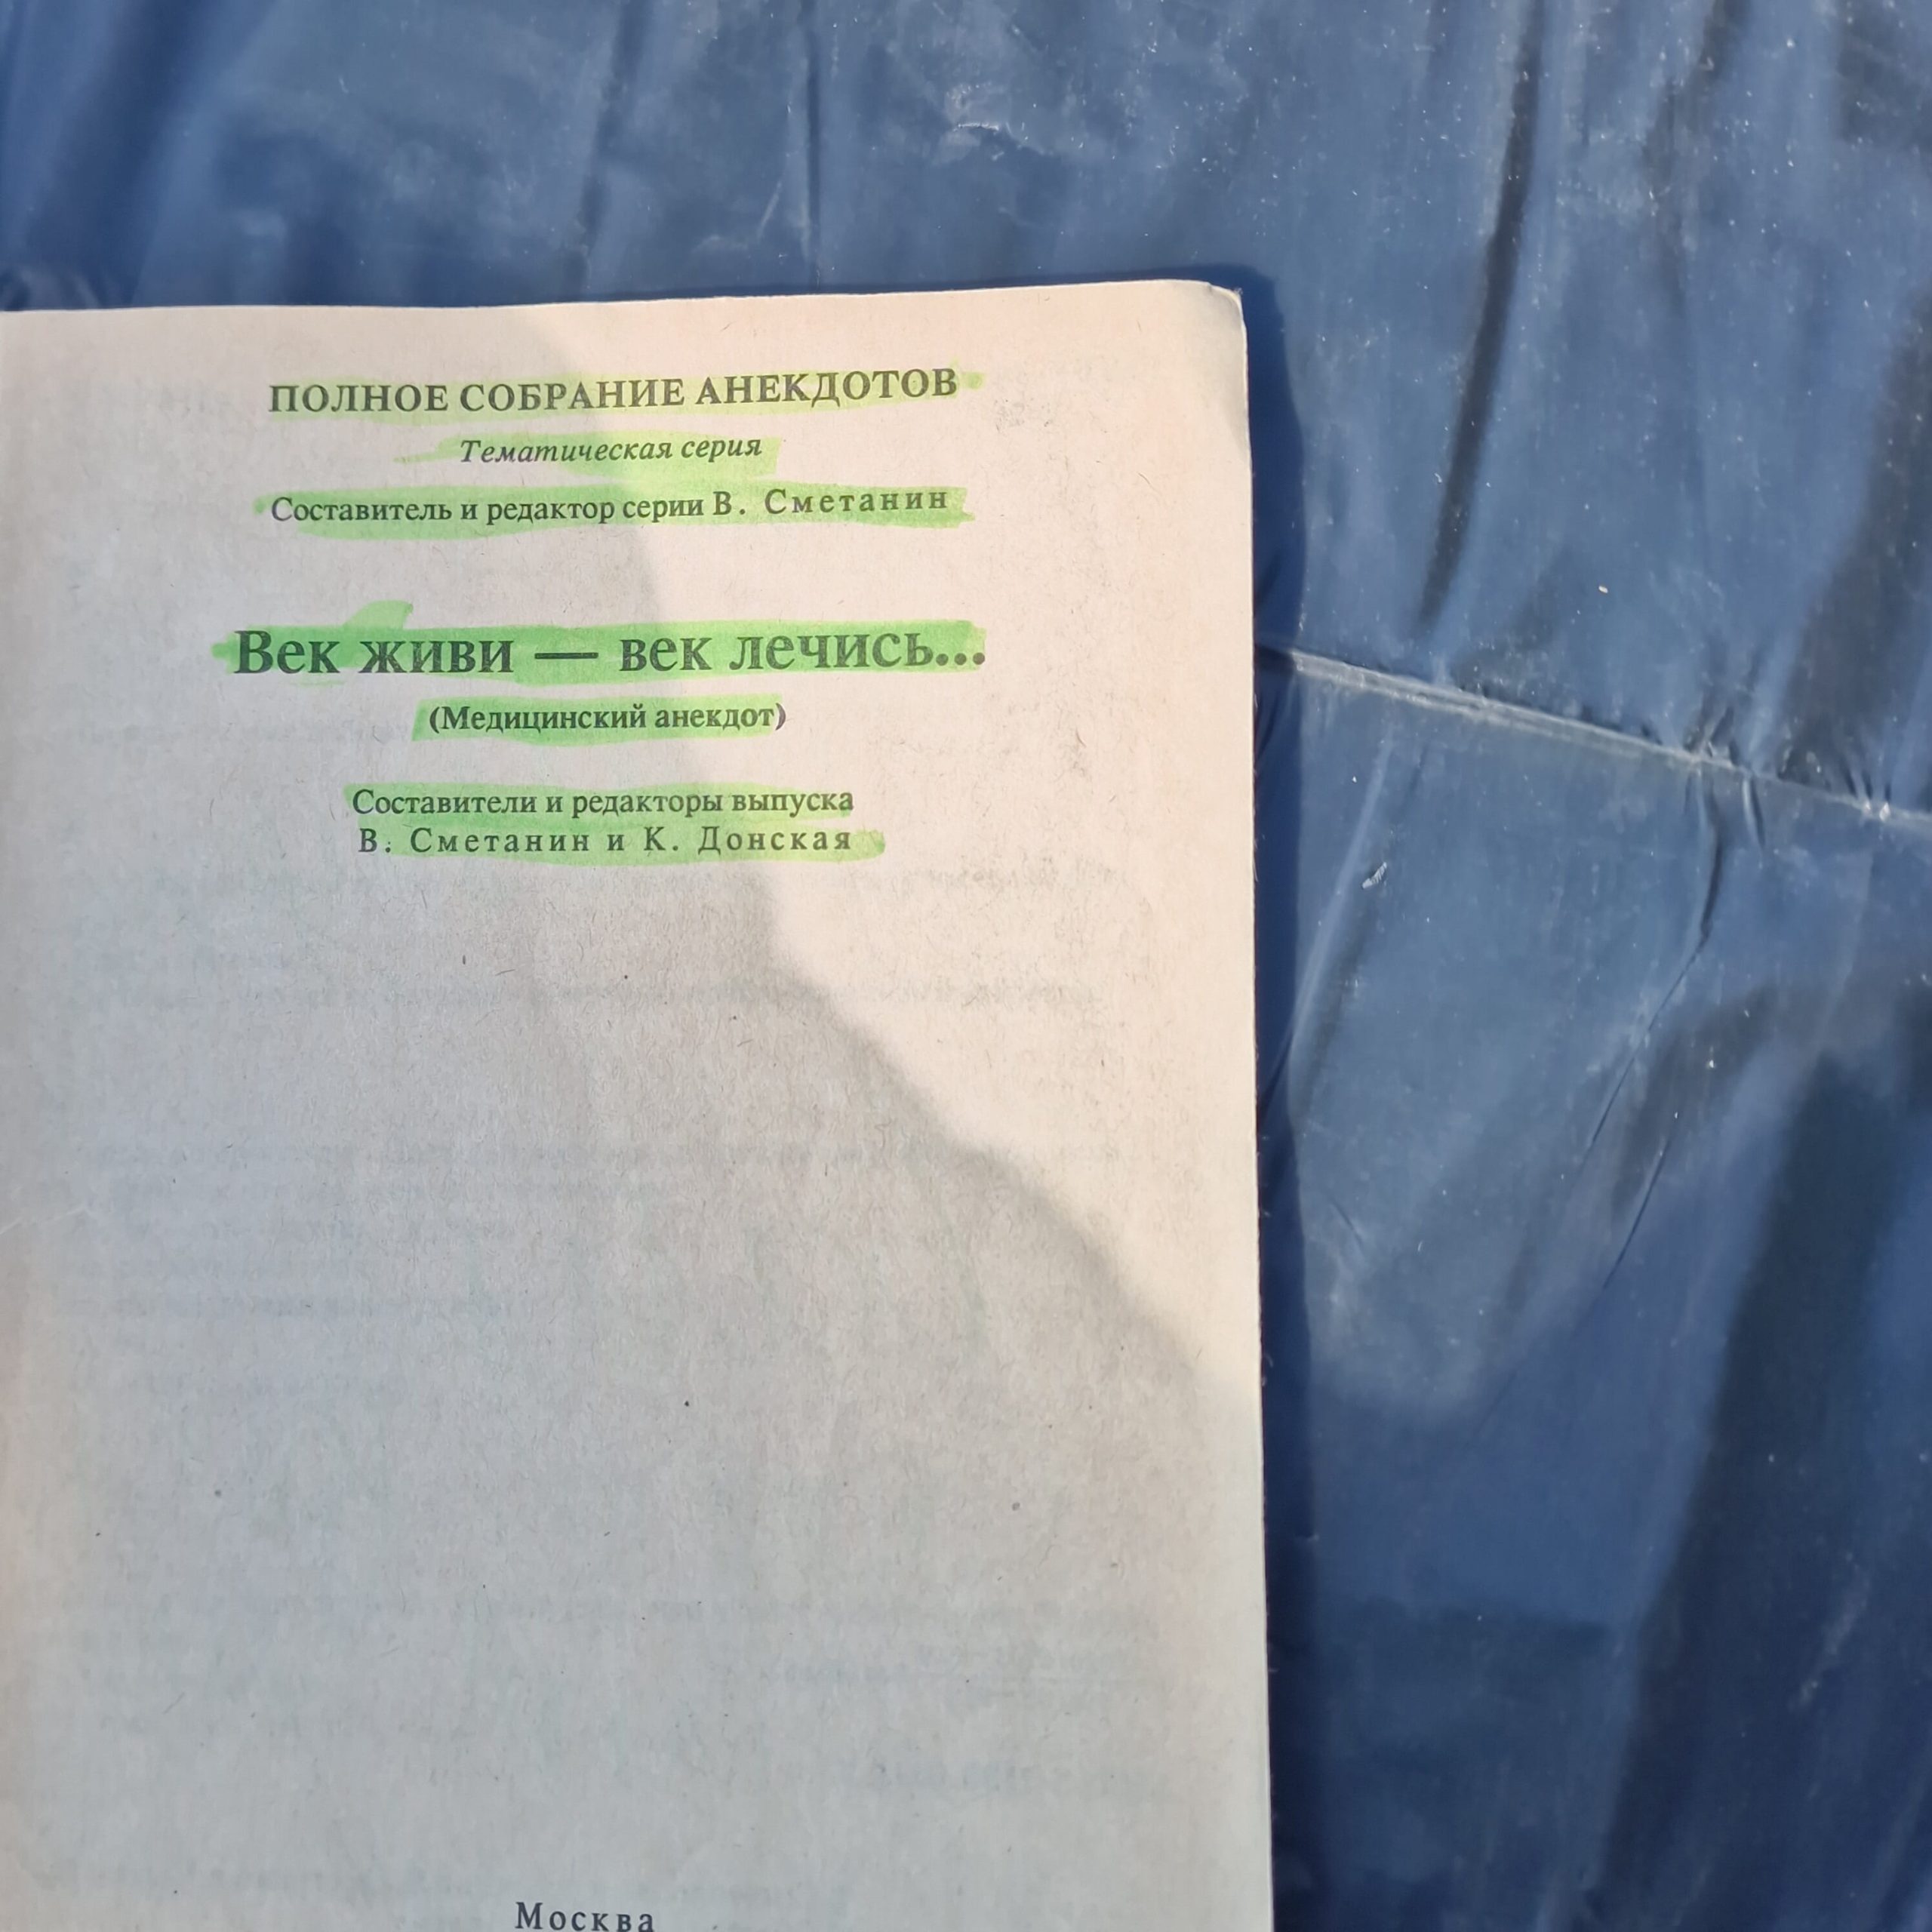 ПОЛНОЕ СОБРАНИЕ АНЕКДОТОВ
Тематическая серия
Составитель и редактор серии В. Сметанин
Век живи — век лечись...
(Медицинский анекдот)
Составители и редакторы выпуска
В. Сметанин и К. Донская
Москва